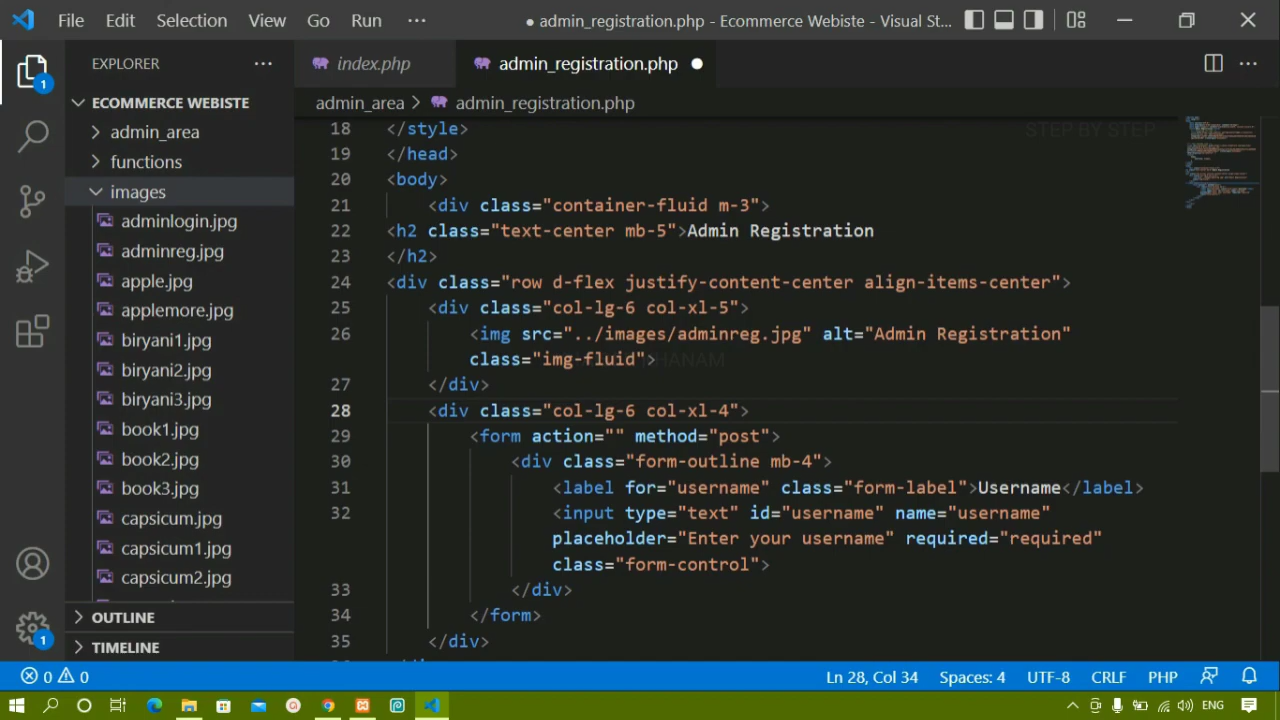 File Edit Selection View Go Run ··· ● admin_registration.php - Ecommerce Webiste - Visual St...
EXPLORER ···
index.php
admin_registration.php ●
ECOMMERCE WEBISTE
admin_area
functions
images
adminlogin.jpg
adminreg.jpg
apple.jpg
applemore.jpg
biryani1.jpg
biryani2.jpg
biryani3.jpg
book1.jpg
book2.jpg
book3.jpg
capsicum.jpg
capsicum1.jpg
capsicum2.jpg
OUTLINE
TIMELINE
1
1
admin_area > admin_registration.php
STEP BY STEP
18 </style>
19 </head>
20 <body>
21 <div class="container-fluid m-3">
22 <h2 class="text-center mb-5">Admin Registration
23 </h2>
24 <div class="row d-flex justify-content-center align-items-center">
25 <div class="col-lg-6 col-xl-5">
26 <img src="../images/adminreg.jpg" alt="Admin Registration"
class="img-fluid">
KHANAM
27 </div>
28 <div class="col-lg-6 col-xl-4">
29 <form action="" method="post">
30 <div class="form-outline mb-4">
31 <label for="username" class="form-label">Username</label>
32 <input type="text" id="username" name="username"
placeholder="Enter your username" required="required"
class="form-control">
33 </div>
34 </form>
35 </div>
0 0 Ln 28, Col 34 Spaces: 4 UTF-8 CRLF PHP
ENG